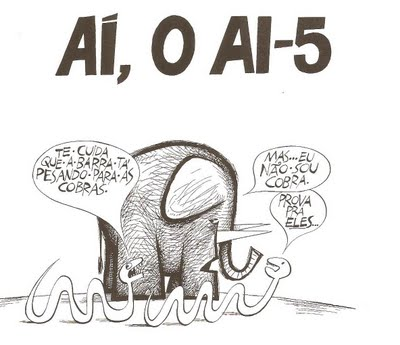 AÍ, O AI-5
TE·CUIDA
QUE·A·BARRA·TÁ
PESANDO·PARA·AS
COBRAS.
MAS...EU
NÃO·SOU
COBRA.
PROVA
PRA
ELES...